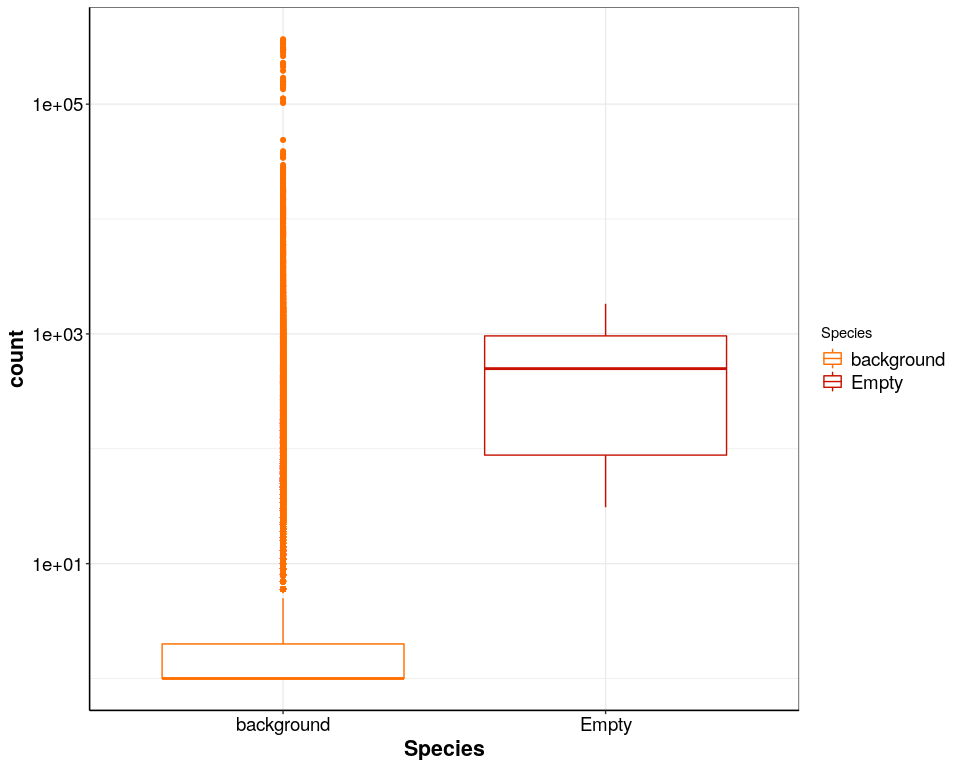 1e+05
1e+03
1e+01
count
background
Empty
Species
Species
background
Empty